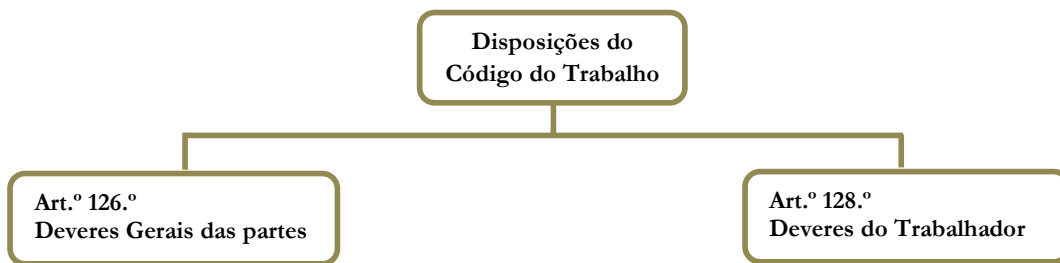 Disposições do
Código do Trabalho
Art.º 126.º
Deveres Gerais das partes
Art.º 128.º
Deveres do Trabalhador